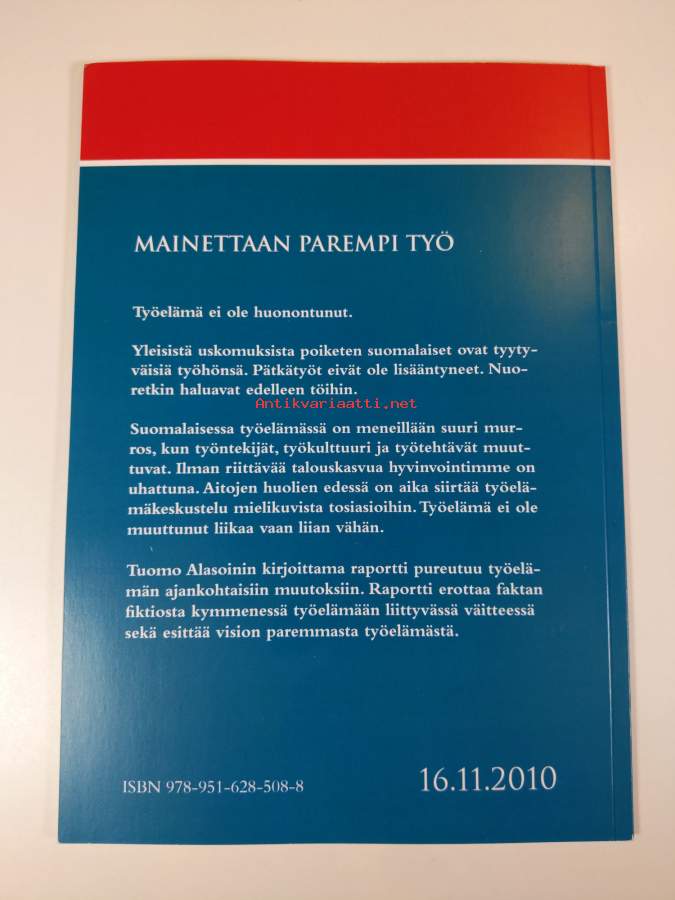 MAINETTAAN PAREMPI TYÖ
Työelämä ei ole huonontunut.
Yleisistä uskomuksista poiketen suomalaiset ovat tyyty-
väisiä työhönsä. Pätkätyöt eivät ole lisääntyneet. Nuo-
retkin haluavat edelleen töihin.
Antikvariaatti.net
Suomalaisessa työelämässä on meneillään suuri mur-
ros, kun työntekijät, työkulttuuri ja työtehtävät muut-
tuvat. Ilman riittävää talouskasvua hyvinvointimme on
uhattuna. Aitojen huolien edessä on aika siirtää työelä-
mäkeskustelu mielikuvista tosiasioihin. Työelämä ei ole
muuttunut liikaa vaan liian vähän.
Tuomo Alasoinin kirjoittama raportti pureutuu työelä-
män ajankohtaisiin muutoksiin. Raportti erottaa faktan
fiktiosta kymmenessä työelämään liittyvässä väitteessä
sekä esittää vision paremmasta työelämästä.
ISBN 978-951-628-508-8
16.11.2010